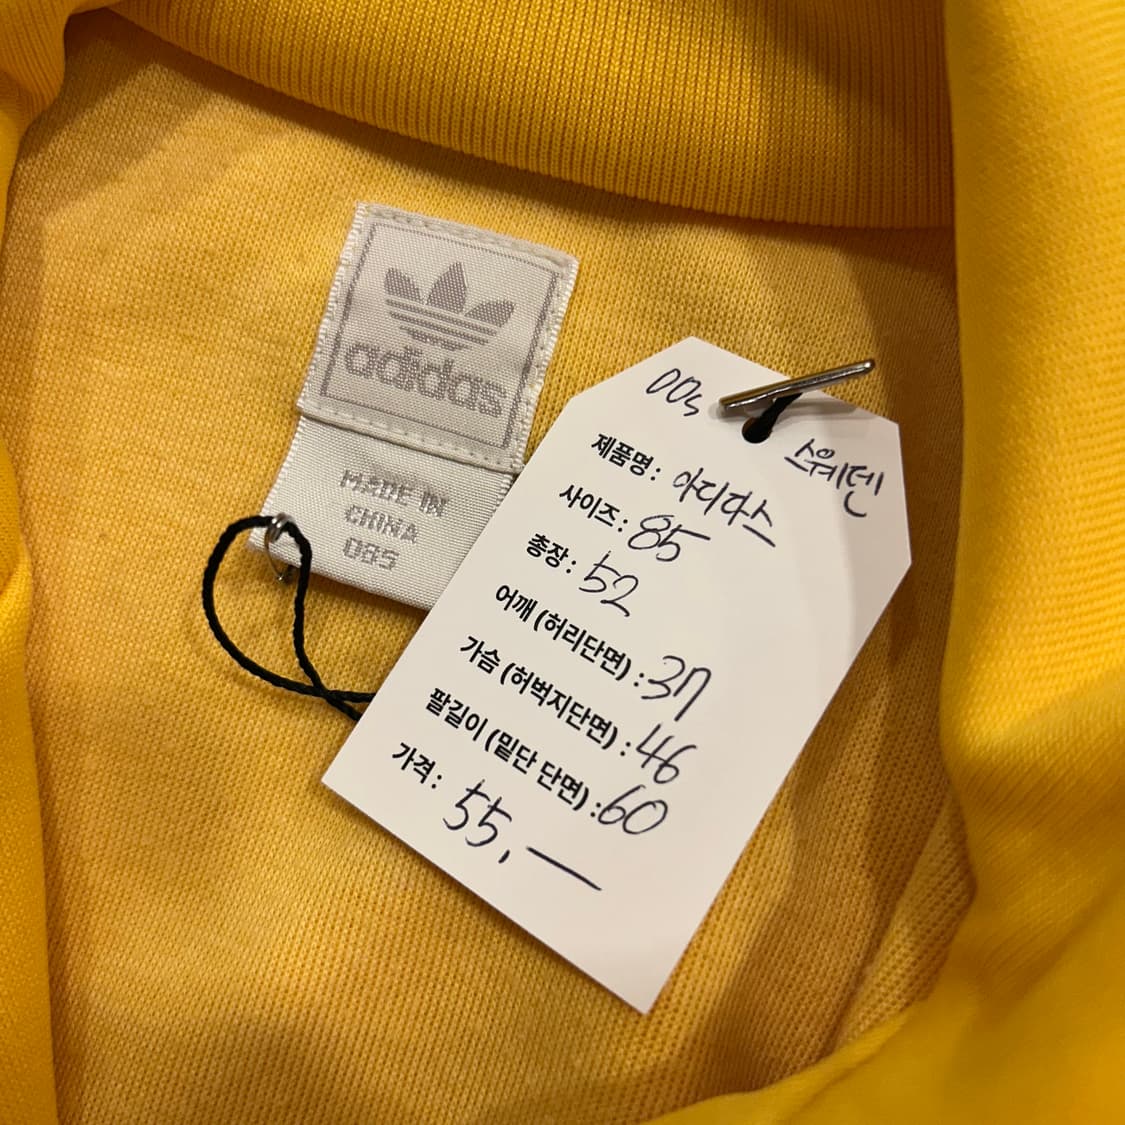 adidas
MADE IN
CHINA
085
00s
스웨덴
제품명 : 아디다스
사이즈 : 85
총장 : 52
어깨 (허리단면) : 37
가슴 (허벅지단면) : 46
팔길이 (밑단 단면) : 60
가격 : 55,—